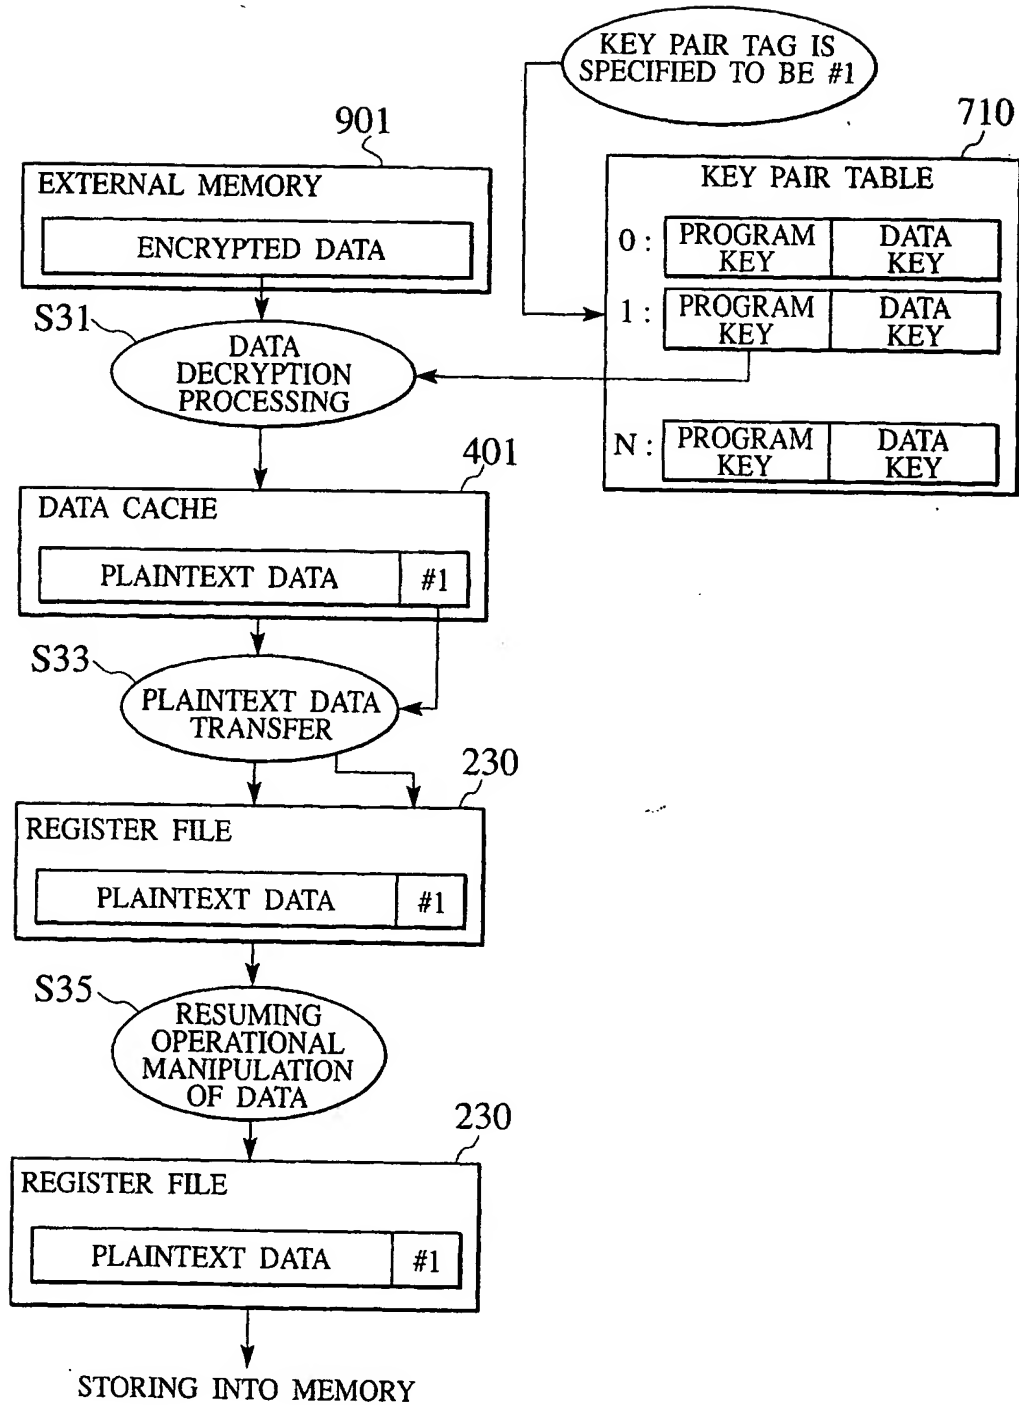 KEY PAIR TAG IS
SPECIFIED TO BE #1
901
710
EXTERNAL MEMORY
ENCRYPTED DATA
KEY PAIR TABLE
0 : PROGRAM KEY DATA KEY
1 : PROGRAM KEY DATA KEY
N : PROGRAM KEY DATA KEY
S31
DATA
DECRYPTION
PROCESSING
401
DATA CACHE
PLAINTEXT DATA #1
S33
PLAINTEXT DATA
TRANSFER
230
REGISTER FILE
PLAINTEXT DATA #1
S35
RESUMING
OPERATIONAL
MANIPULATION
OF DATA
230
REGISTER FILE
PLAINTEXT DATA #1
STORING INTO MEMORY